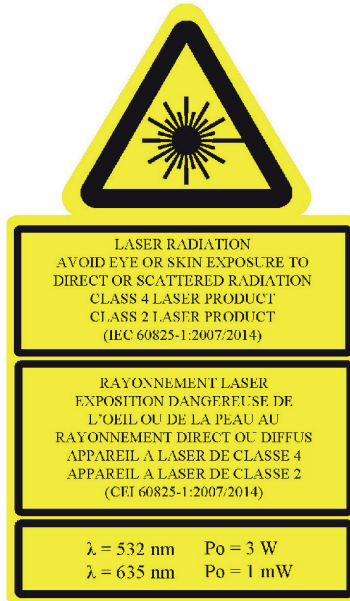 LASER RADIATION
AVOID EYE OR SKIN EXPOSURE TO
DIRECT OR SCATTERED RADIATION
CLASS 4 LASER PRODUCT
CLASS 2 LASER PRODUCT
(IEC 60825-1:2007/2014)
RAYONNEMENT LASER
EXPOSITION DANGEREUSE DE
L'OEIL OU DE LA PEAU AU
RAYONNEMENT DIRECT OU DIFFUS
APPAREIL A LASER DE CLASSE 4
APPAREIL A LASER DE CLASSE 2
(CEI 60825-1:2007/2014)
λ = 532 nm Po = 3 W
λ = 635 nm Po = 1 mW